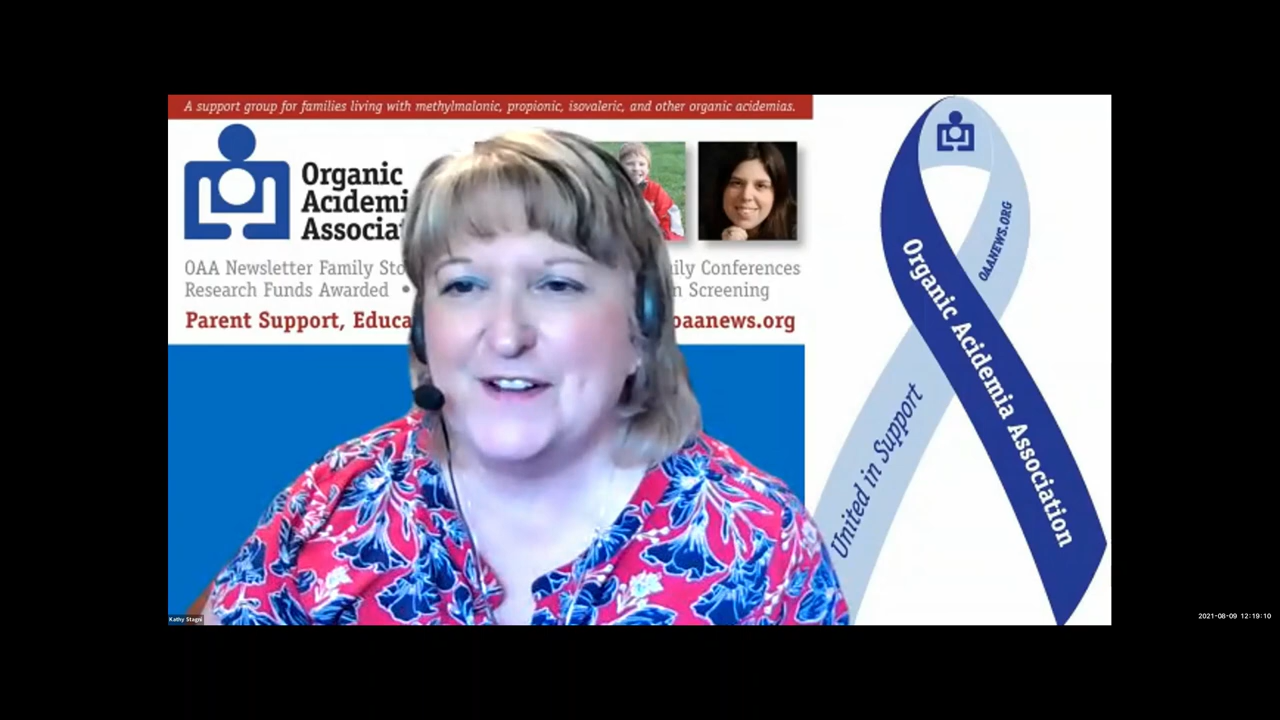 A support group for families living with methylmalonic, propionic, isovaleric, and other organic acidemias.
Organic
Acidemi
Associa
OAA Newsletter Family Sto
ily Conferences
Research Funds Awarded •
n Screening
Parent Support, Educa
oaanews.org
OAANEWS.ORG
Organic Acidemia Association
United in Support
Kathy Stagni
2021-08-09 12:19:10